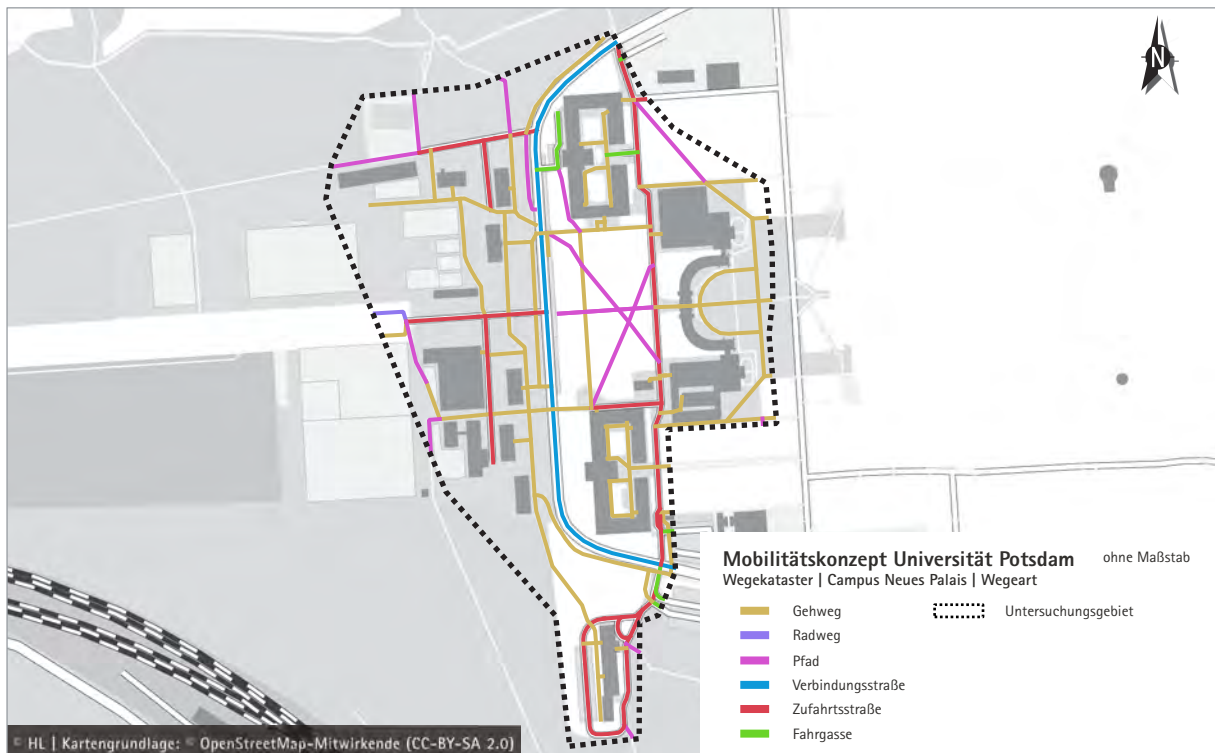 N
Mobilitätskonzept Universität Potsdam ohne Maßstab
Wegekataster | Campus Neues Palais | Wegeart
Gehweg Untersuchungsgebiet
Radweg
Pfad
Verbindungsstraße
Zufahrtsstraße
Fahrgasse
© HL | Kartengrundlage: © OpenStreetMap-Mitwirkende (CC-BY-SA 2.0)